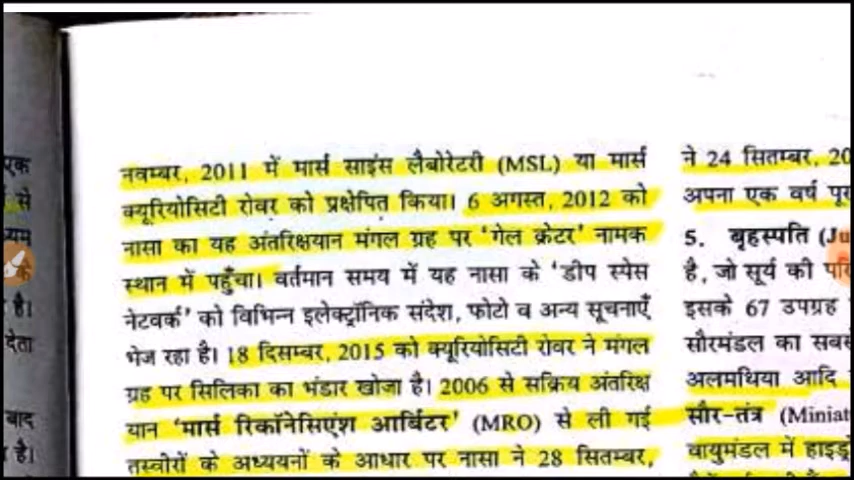 नवम्बर, 2011 में मार्स साइंस लैबोरेटरी (MSL) या मार्स
क्यूरियोसिटी रोवर को प्रक्षेपित किया। 6 अगस्त, 2012 को
नासा का यह अंतरिक्षयान मंगल ग्रह पर 'गेल क्रेटर' नामक
स्थान में पहुँचा। वर्तमान समय में यह नासा के 'डीप स्पेस
नेटवर्क' को विभिन्न इलेक्ट्रॉनिक संदेश, फोटो व अन्य सूचनाएँ
भेज रहा है। 18 दिसम्बर, 2015 को क्यूरियोसिटी रोवर ने मंगल
ग्रह पर सिलिका का भंडार खोजा है। 2006 से सक्रिय अंतरिक्ष
यान 'मार्स रिकॉनेसिएंश आर्बिटर' (MRO) से ली गई
तस्वीरों के अध्ययनों के आधार पर नासा ने 28 सितम्बर,
ने 24 सितम्बर, 20
अपना एक वर्ष पूर
5. बृहस्पति (Ju
है, जो सूर्य की
इसके 67 उपग्रह
सौरमंडल का सबसे
अलमथिया आदि
सौर-तंत्र (Miniat
वायुमंडल में हाइड्रो
एक
से
है।
देता
बाद
है।